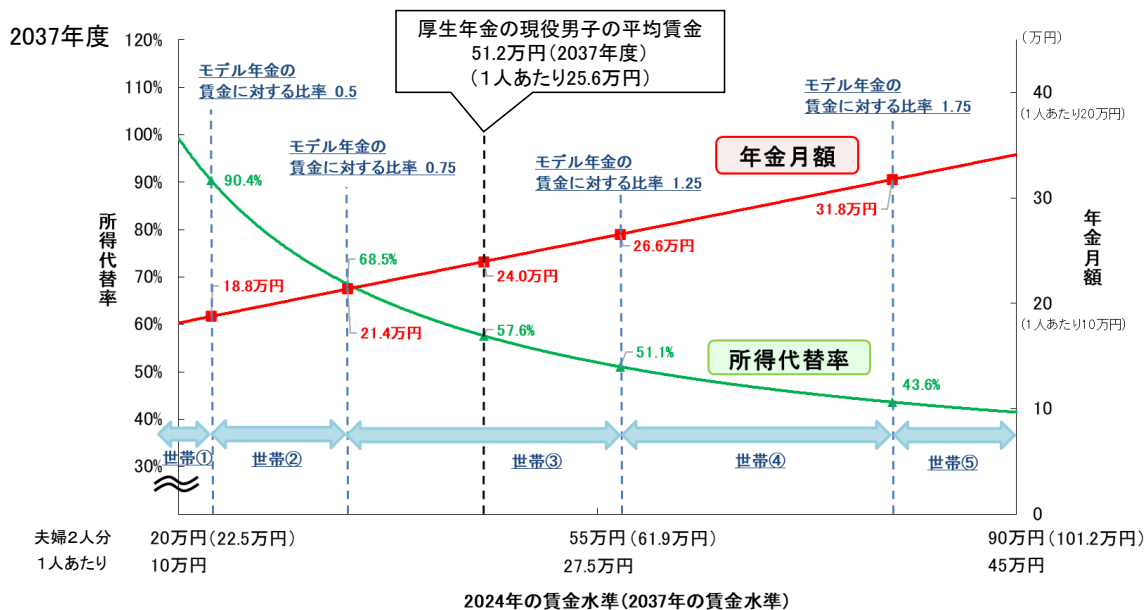 2037年度
厚生年金の現役男子の平均賃金
51.2万円(2037年度)
(1人あたり25.6万円)
120%
110%
100%
90%
80%
70%
60%
50%
40%
30%
所得代替率
モデル年金の
賃金に対する比率 0.5
モデル年金の
賃金に対する比率 0.75
モデル年金の
賃金に対する比率 1.25
モデル年金の
賃金に対する比率 1.75
年金月額
所得代替率
90.4%
68.5%
57.6%
51.1%
43.6%
18.8万円
21.4万円
24.0万円
26.6万円
31.8万円
世帯①
世帯②
世帯③
世帯④
世帯⑤
(万円)
40
(1人あたり20万円)
30
20
(1人あたり10万円)
10
0
年金月額
夫婦2人分
20万円(22.5万円)
55万円(61.9万円)
90万円(101.2万円)
1人あたり
10万円
27.5万円
45万円
2024年の賃金水準(2037年の賃金水準)